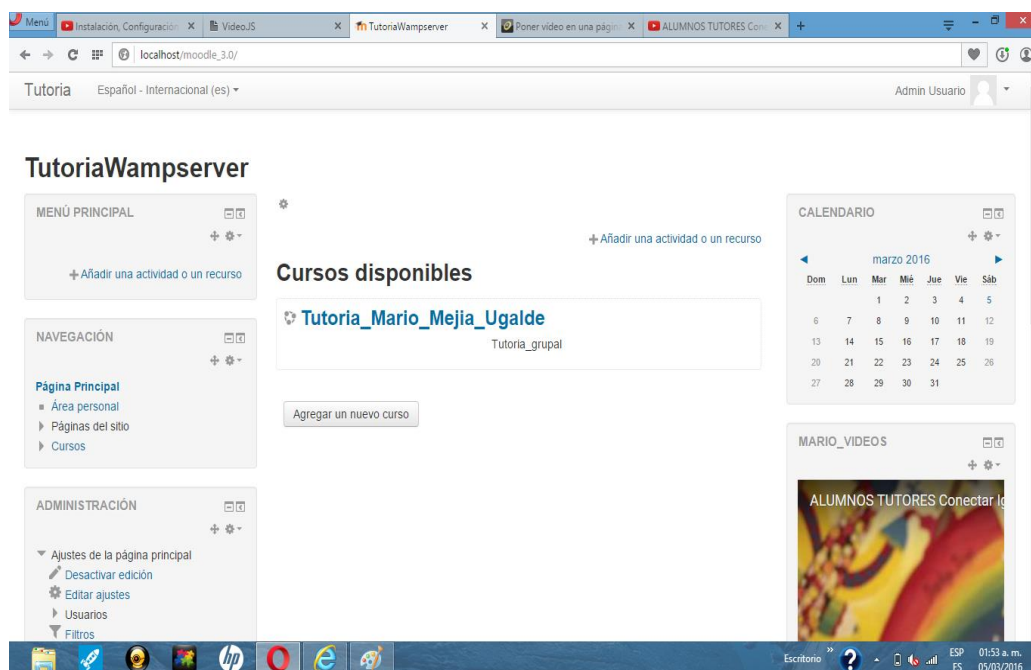 Menú
Instalación, Configuración
VideoJS
TutoriaWampserver
Poner vídeo en una págin
ALUMNOS TUTORES Con
localhost/moodle_3.0/
Tutoria
Español - Internacional (es)
Admin Usuario
TutoriaWampserver
MENÚ PRINCIPAL
Añadir una actividad o un recurso
NAVEGACIÓN
Página Principal
Área personal
Páginas del sitio
Cursos
ADMINISTRACIÓN
Ajustes de la página principal
Desactivar edición
Editar ajustes
Usuarios
Filtros
Añadir una actividad o un recurso
Cursos disponibles
Tutoria_Mario_Mejia_Ugalde
Tutoria_grupal
Agregar un nuevo curso
CALENDARIO
marzo 2016
Dom Lun Mar Mié Jue Vie Sáb
1 2 3 4 5
6 7 8 9 10 11 12
13 14 15 16 17 18 19
20 21 22 23 24 25 26
27 28 29 30 31
MARIO_VIDEOS
ALUMNOS TUTORES Conectar Ig
hp
Escritorio
ESP
ES
01:53 a. m.
05/03/2016